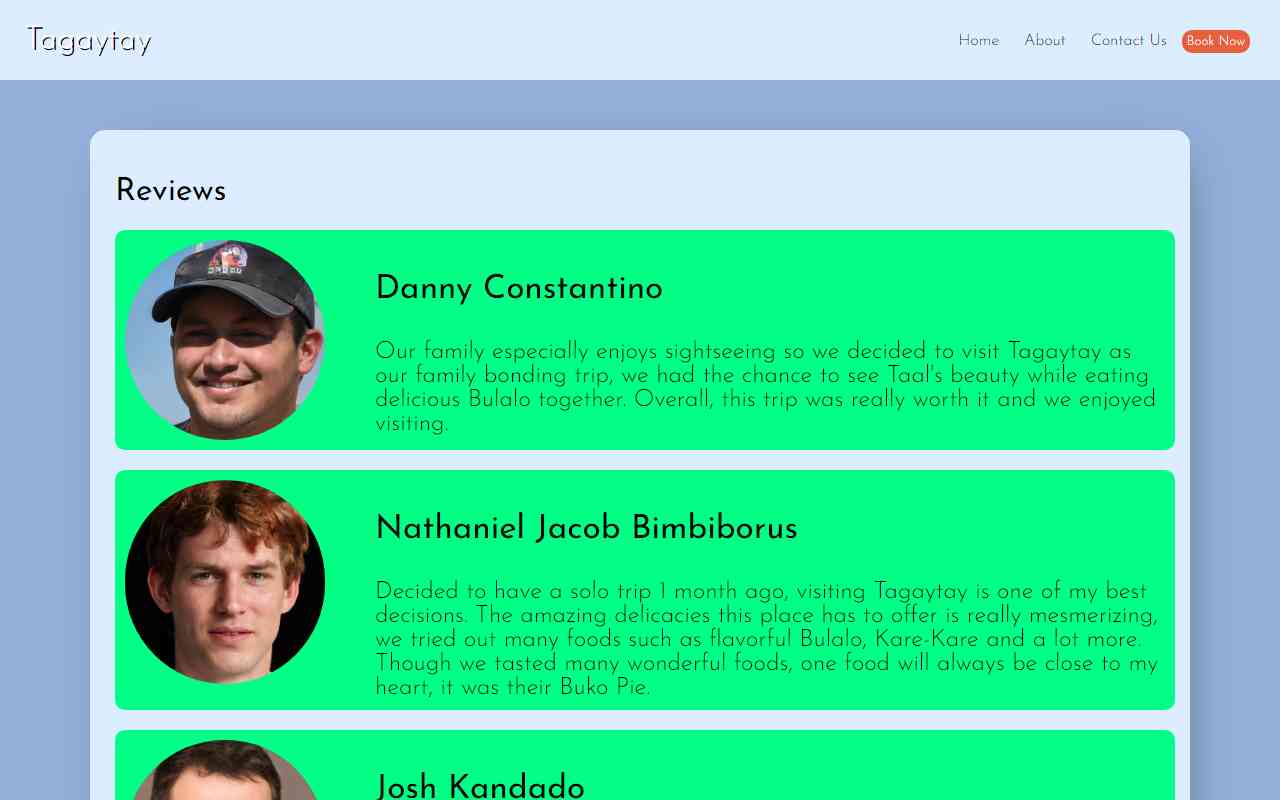 Tagaytay
Home
About
Contact Us
Book Now
Reviews
Danny Constantino
Our family especially enjoys sightseeing so we decided to visit Tagaytay as
our family bonding trip, we had the chance to see Taal's beauty while eating
delicious Bulalo together. Overall, this trip was really worth it and we enjoyed
visiting.
Nathaniel Jacob Bimbiborus
Decided to have a solo trip 1 month ago, visiting Tagaytay is one of my best
decisions. The amazing delicacies this place has to offer is really mesmerizing,
we tried out many foods such as flavorful Bulalo, Kare-Kare and a lot more.
Though we tasted many wonderful foods, one food will always be close to my
heart, it was their Buko Pie.
Josh Kandado